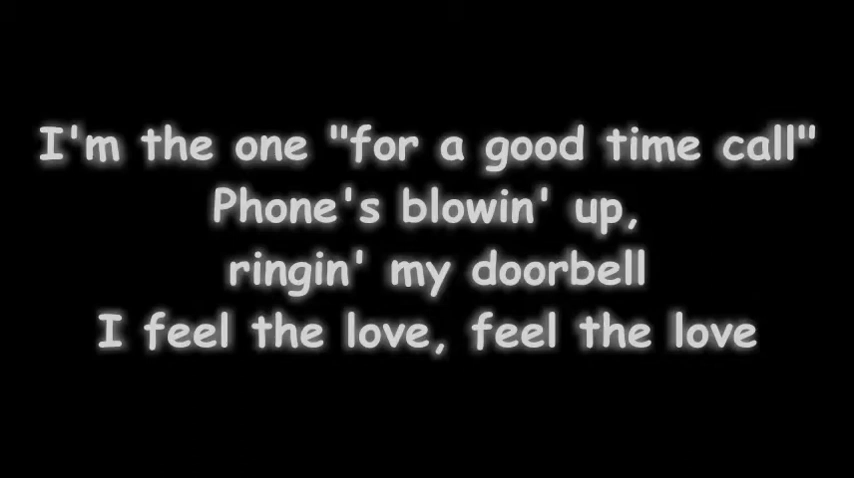 I'm the one "for a good time call"
Phone's blowin' up,
ringin' my doorbell
I feel the love, feel the love